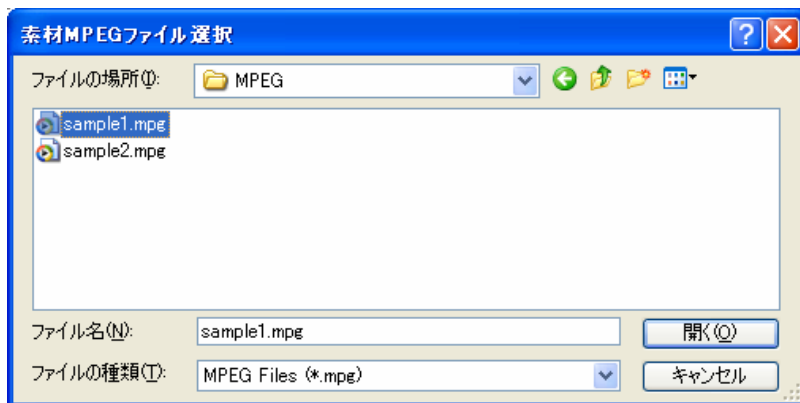 素材MPEGファイル選択
ファイルの場所(I):
MPEG
sample1.mpg
sample2.mpg
ファイル名(N):
sample1.mpg
開く(O)
ファイルの種類(T):
MPEG Files (*.mpg)
キャンセル